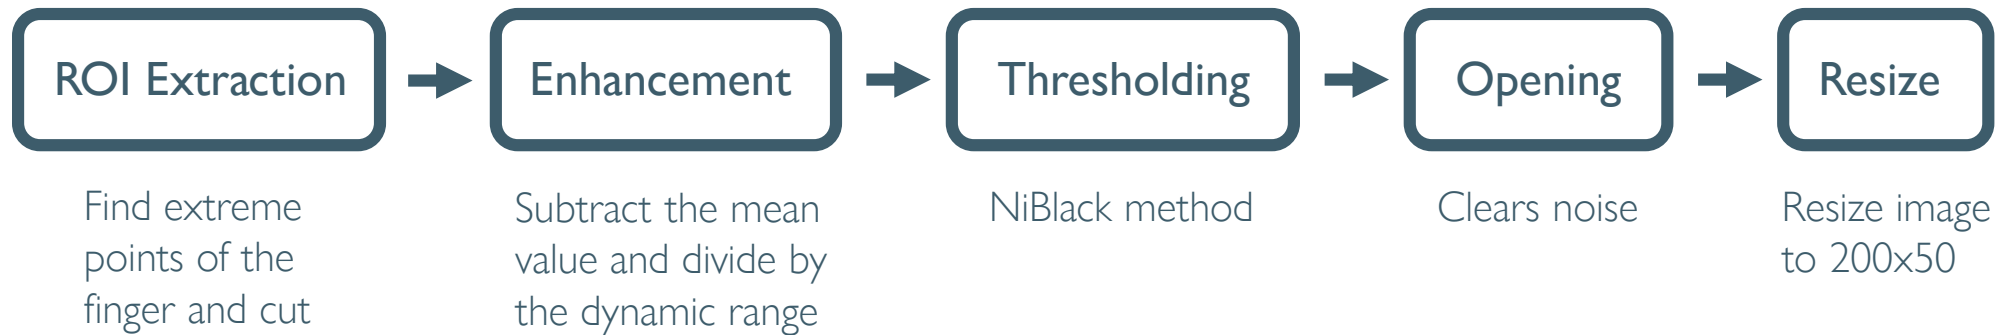 ROI Extraction
Enhancement
Thresholding
Opening
Resize
Find extreme
points of the
finger and cut
Subtract the mean
value and divide by
the dynamic range
NiBlack method
Clears noise
Resize image
to 200x50